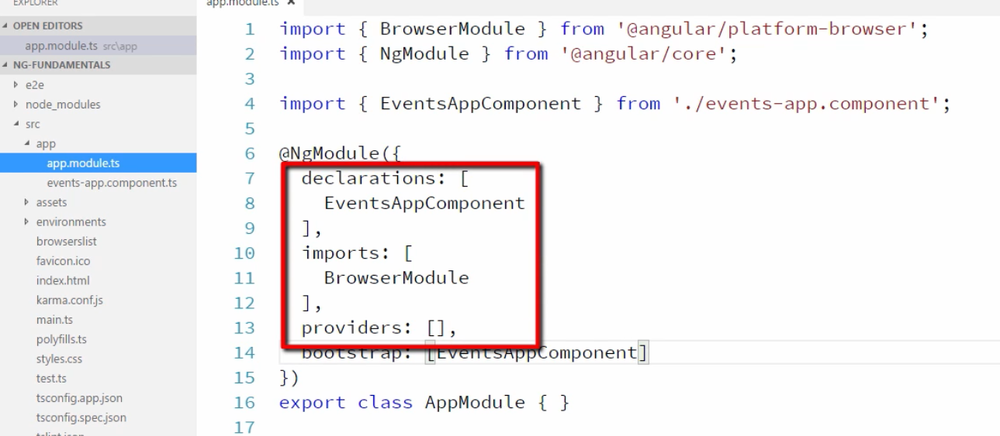 EXPLORER
OPEN EDITORS
app.module.ts src\app
NG-FUNDAMENTALS
e2e
node_modules
src
app
app.module.ts
events-app.component.ts
assets
environments
browserslist
favicon.ico
index.html
karma.conf.js
main.ts
polyfills.ts
styles.css
test.ts
tsconfig.app.json
tsconfig.spec.json
tslint.json
app.module.ts ×
1 import { BrowserModule } from '@angular/platform-browser';
2 import { NgModule } from '@angular/core';
3
4 import { EventsAppComponent } from './events-app.component';
5
6 @NgModule({
7 declarations: [
8 EventsAppComponent
9 ],
10 imports: [
11 BrowserModule
12 ],
13 providers: [],
14 bootstrap: [EventsAppComponent]
15 })
16 export class AppModule { }
17